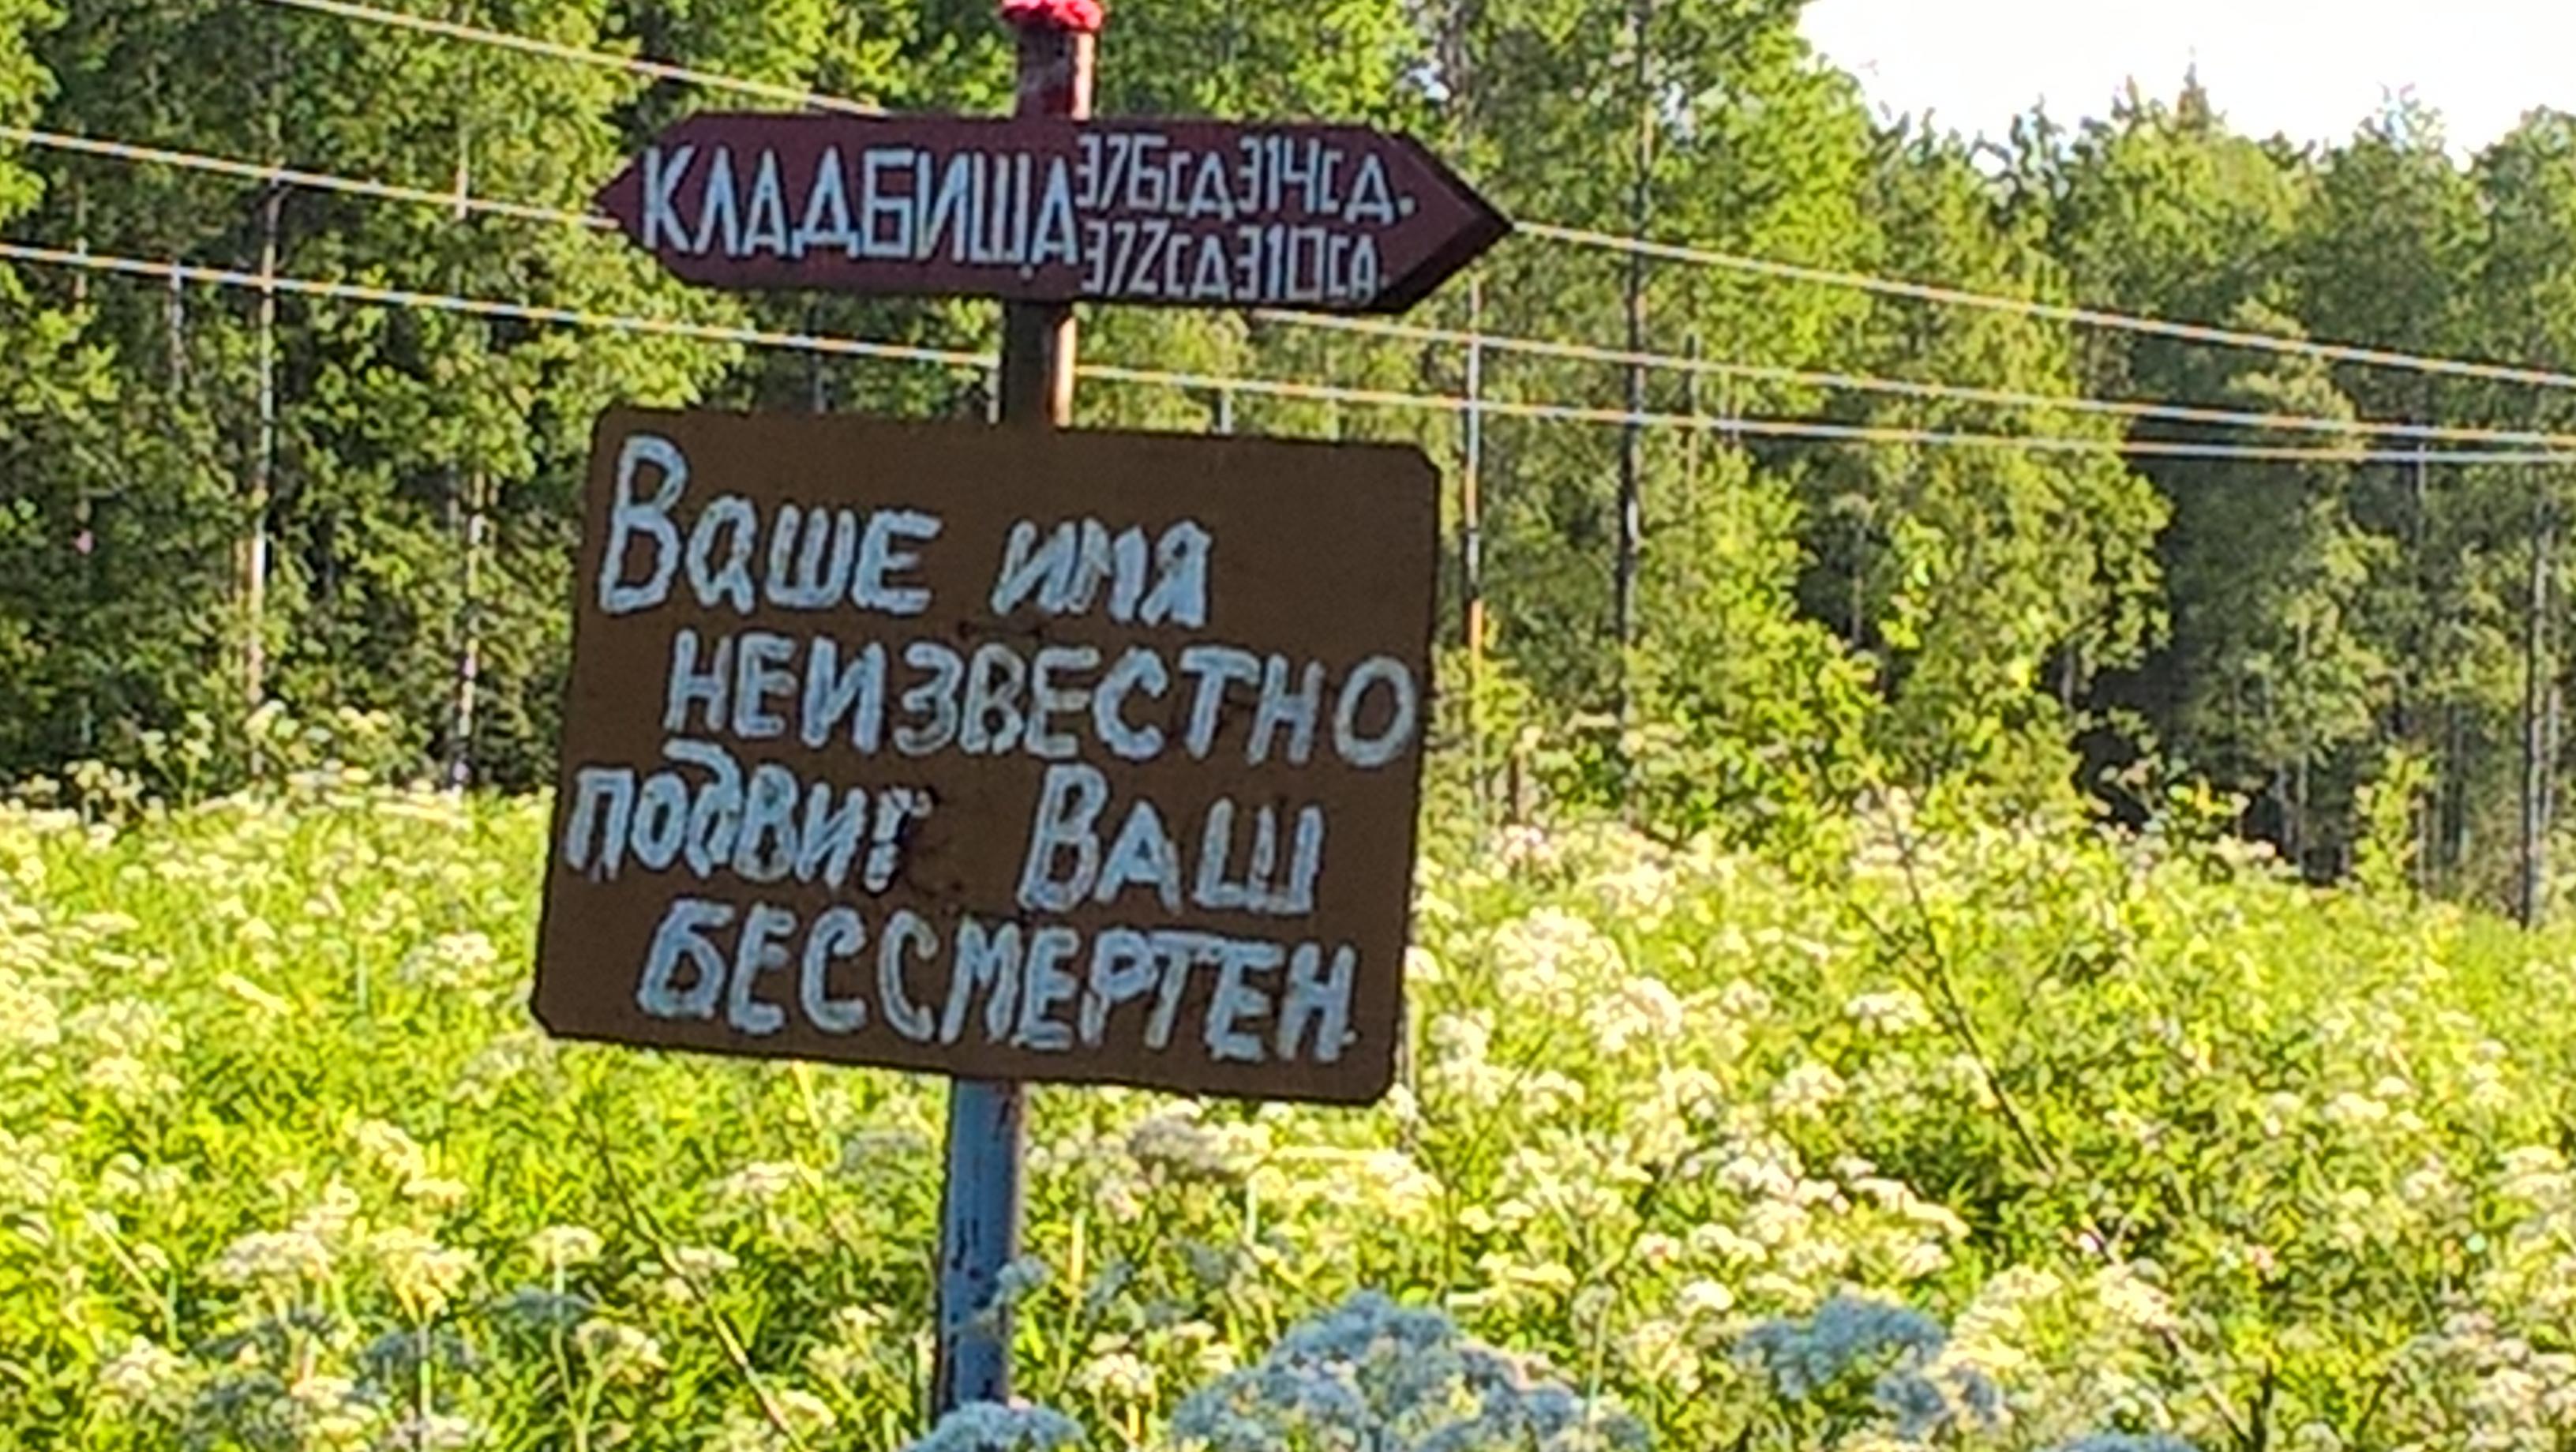 КЛАДБИЩА 376СД 314СД.
372СД 310СД
Ваше имя
НЕИЗВЕСТНО
подвиг ВАШ
БЕССМЕРТЕН